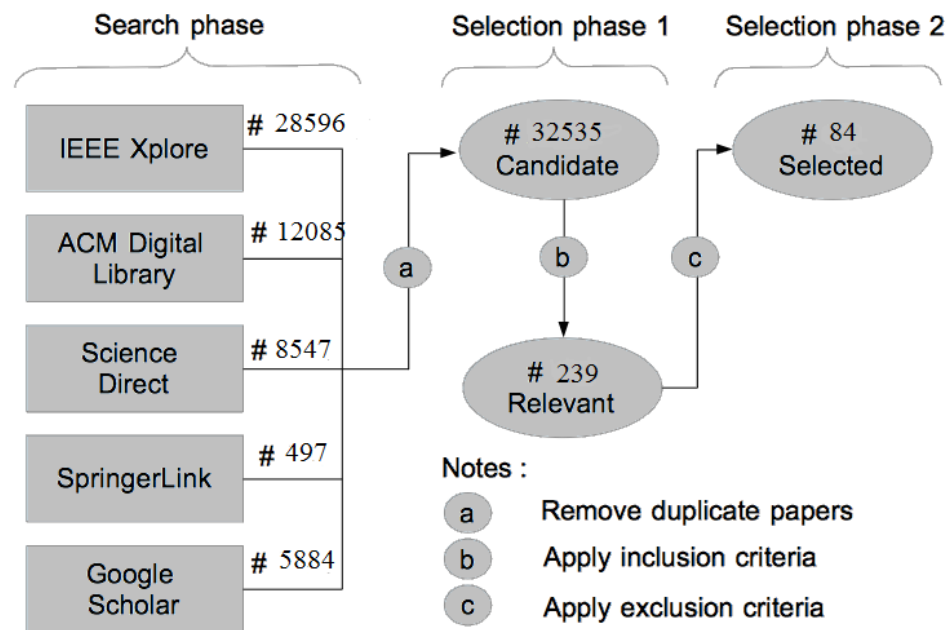 Search phase
Selection phase 1
Selection phase 2
# 28596
IEEE Xplore
# 12085
ACM Digital
Library
# 8547
Science
Direct
# 497
SpringerLink
# 5884
Google
Scholar
a
# 32535
Candidate
b
# 239
Relevant
c
# 84
Selected
Notes :
a Remove duplicate papers
b Apply inclusion criteria
c Apply exclusion criteria